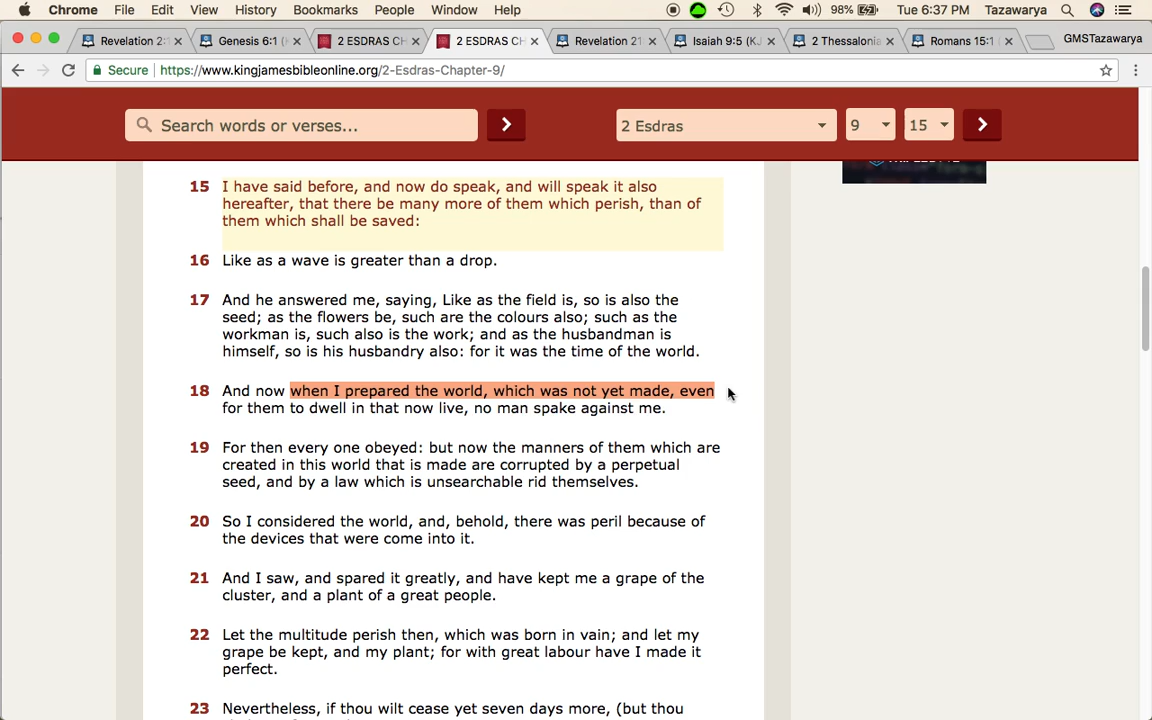 Chrome File Edit View History Bookmarks People Window Help 98% Tue 6:37 PM Tazawarya
Revelation 2:1 Genesis 6:1 (K 2 ESDRAS CH 2 ESDRAS CH Revelation 21 Isaiah 9:5 (KJ 2 Thessalonia Romans 15:1 ( GMSTazawarya
Secure https://www.kingjamesbibleonline.org/2-Esdras-Chapter-9/
Search words or verses... 2 Esdras 9 15
15 I have said before, and now do speak, and will speak it also
hereafter, that there be many more of them which perish, than of
them which shall be saved:
16 Like as a wave is greater than a drop.
17 And he answered me, saying, Like as the field is, so is also the
seed; as the flowers be, such are the colours also; such as the
workman is, such also is the work; and as the husbandman is
himself, so is his husbandry also: for it was the time of the world.
18 And now when I prepared the world, which was not yet made, even
for them to dwell in that now live, no man spake against me.
19 For then every one obeyed: but now the manners of them which are
created in this world that is made are corrupted by a perpetual
seed, and by a law which is unsearchable rid themselves.
20 So I considered the world, and, behold, there was peril because of
the devices that were come into it.
21 And I saw, and spared it greatly, and have kept me a grape of the
cluster, and a plant of a great people.
22 Let the multitude perish then, which was born in vain; and let my
grape be kept, and my plant; for with great labour have I made it
perfect.
23 Nevertheless, if thou wilt cease yet seven days more, (but thou